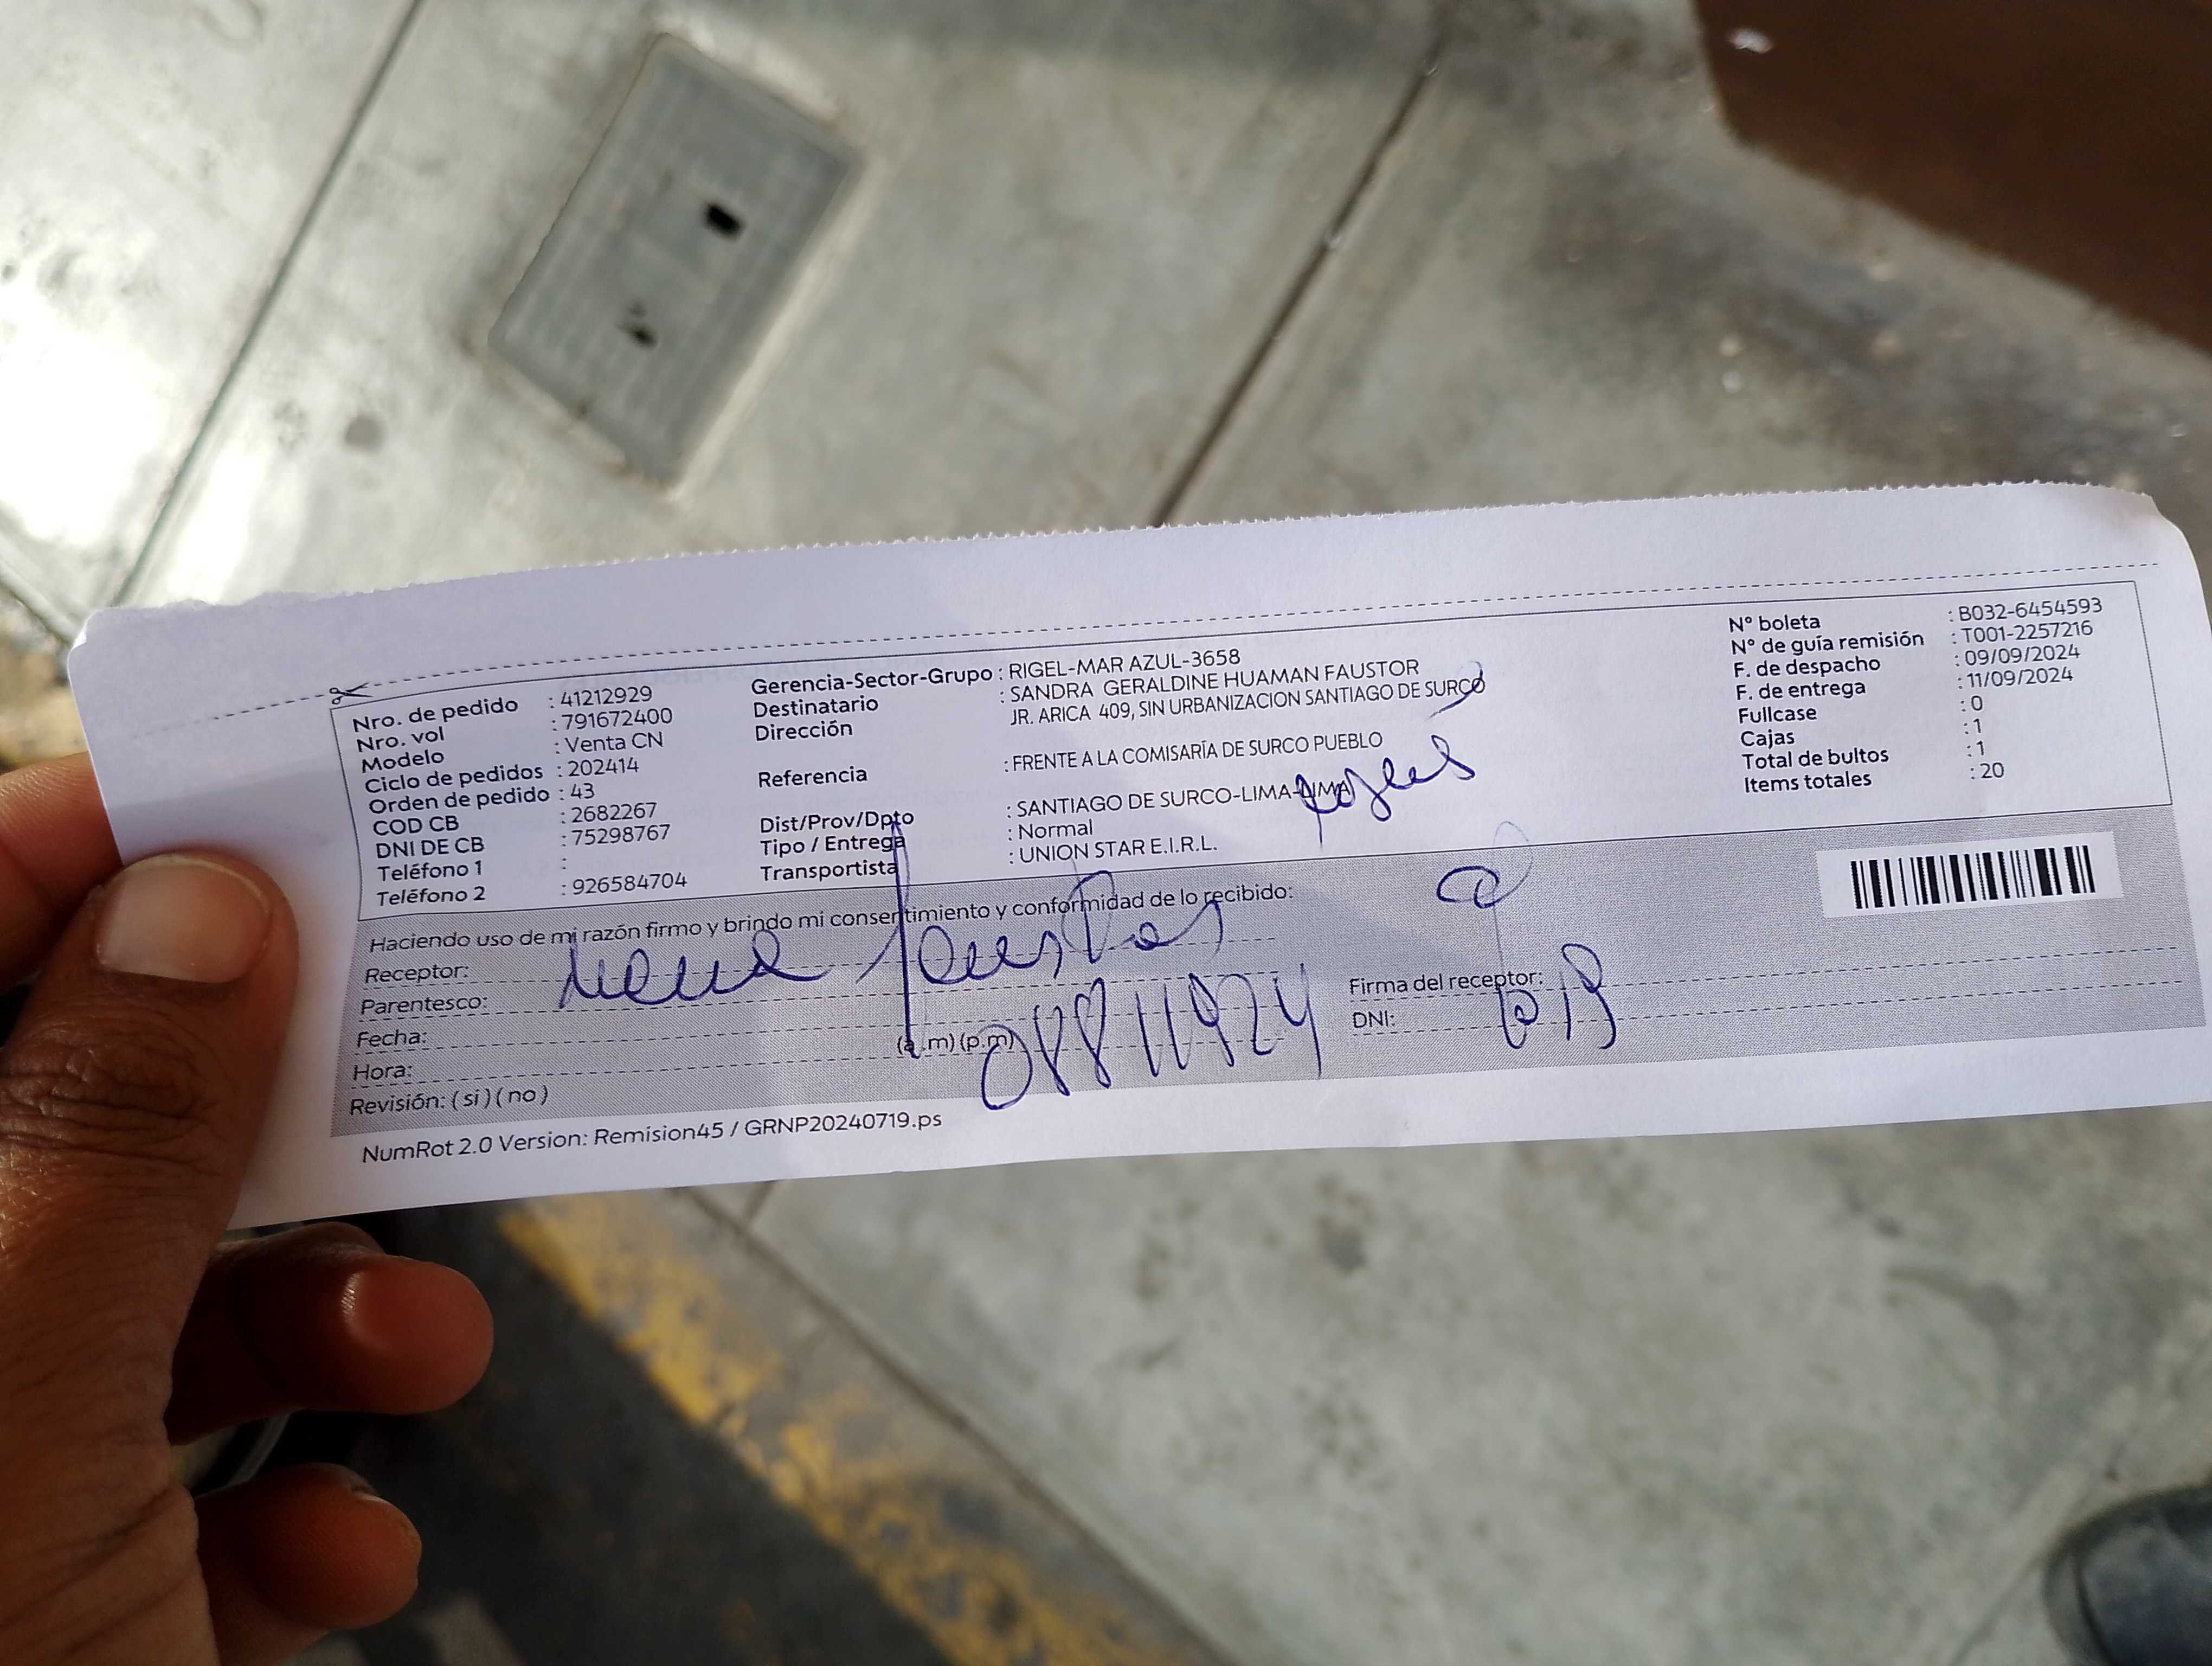 Nro. de pedido : 41212929
Nro. vol : 791672400
Modelo : Venta CN
Ciclo de pedidos : 202414
Orden de pedido : 43
COD CB : 2682267
DNI DE CB : 75298767
Teléfono 1 :
Teléfono 2 : 926584704
Gerencia-Sector-Grupo : RIGEL-MAR AZUL-3658
Destinatario : SANDRA GERALDINE HUAMAN FAUSTOR
Dirección JR. ARICA 409, SIN URBANIZACION SANTIAGO DE SURCO
Referencia : FRENTE A LA COMISARÍA DE SURCO PUEBLO
Dist/Prov/Dpto : SANTIAGO DE SURCO-LIMA-LIMA
Tipo / Entrega : Normal
Transportista : UNION STAR E.I.R.L.
N° boleta : B032-6454593
N° de guía remisión : T001-2257216
F. de despacho : 09/09/2024
F. de entrega : 11/09/2024
Fullcase : 0
Cajas : 1
Total de bultos : 1
Items totales : 20
Haciendo uso de mi razón firmo y brindo mi consentimiento y conformidad de lo recibido:
Receptor:
Parentesco:
Fecha:
Hora: (a.m) (p.m)
08811924
Revisión: ( si ) ( no )
Firma del receptor:
DNI:
NumRot 2.0 Version: Remision45 / GRNP20240719.ps